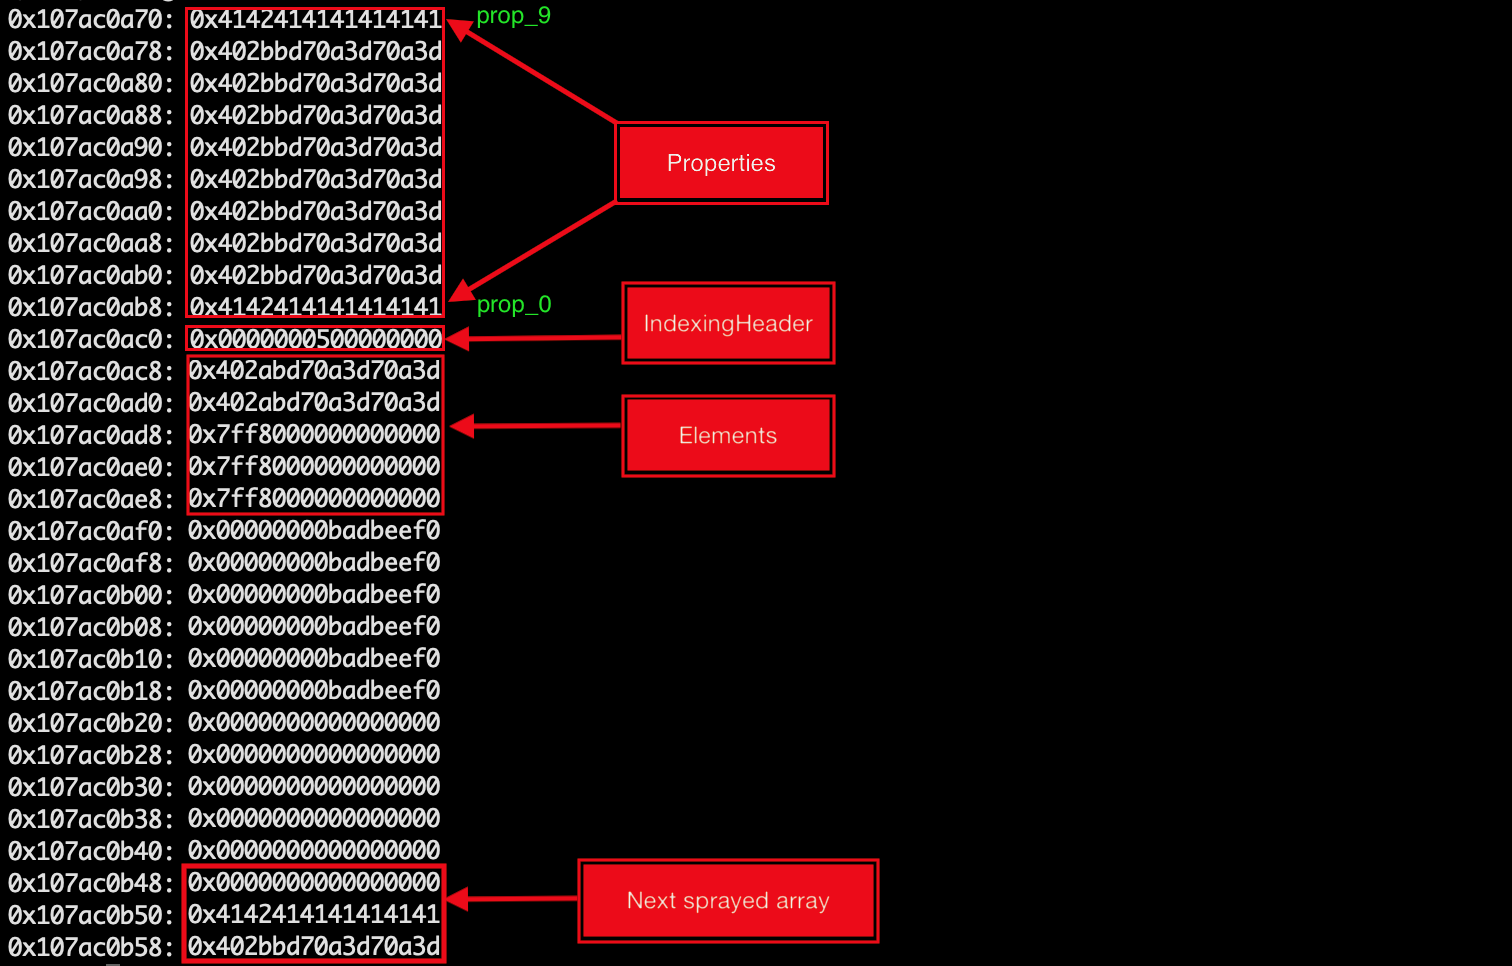 0x107ac0a70: 0x4142414141414141 prop_9
0x107ac0a78: 0x402bbd70a3d70a3d
0x107ac0a80: 0x402bbd70a3d70a3d
0x107ac0a88: 0x402bbd70a3d70a3d
0x107ac0a90: 0x402bbd70a3d70a3d
Properties
0x107ac0a98: 0x402bbd70a3d70a3d
0x107ac0aa0: 0x402bbd70a3d70a3d
0x107ac0aa8: 0x402bbd70a3d70a3d
0x107ac0ab0: 0x402bbd70a3d70a3d
0x107ac0ab8: 0x4142414141414141 prop_0
IndexingHeader
0x107ac0ac0: 0x0000000500000000
0x107ac0ac8: 0x402abd70a3d70a3d
0x107ac0ad0: 0x402abd70a3d70a3d
0x107ac0ad8: 0x7ff8000000000000 Elements
0x107ac0ae0: 0x7ff8000000000000
0x107ac0ae8: 0x7ff8000000000000
0x107ac0af0: 0x00000000badbeef0
0x107ac0af8: 0x00000000badbeef0
0x107ac0b00: 0x00000000badbeef0
0x107ac0b08: 0x00000000badbeef0
0x107ac0b10: 0x00000000badbeef0
0x107ac0b18: 0x00000000badbeef0
0x107ac0b20: 0x0000000000000000
0x107ac0b28: 0x0000000000000000
0x107ac0b30: 0x0000000000000000
0x107ac0b38: 0x0000000000000000
0x107ac0b40: 0x0000000000000000
0x107ac0b48: 0x0000000000000000
Next sprayed array
0x107ac0b50: 0x4142414141414141
0x107ac0b58: 0x402bbd70a3d70a3d